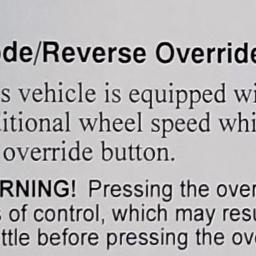 ode/Reverse Override
s vehicle is equipped wi
itional wheel speed whi
override button.
ARNING! Pressing the over
s of control, which may resu
ttle before pressing the ov